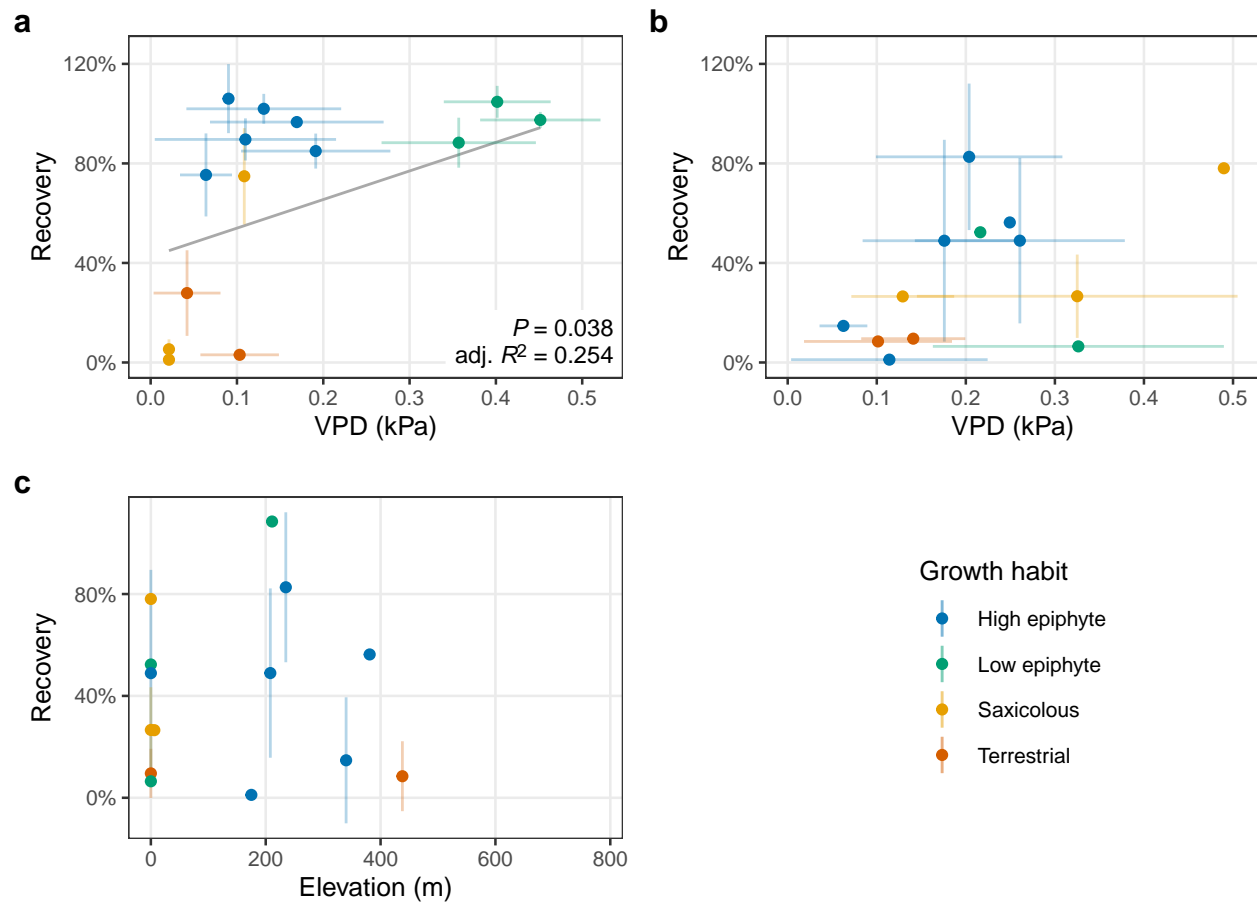 a
120%
80%
40%
0%
Recovery
P = 0.038
adj. R² = 0.254
0.0 0.1 0.2 0.3 0.4 0.5
VPD (kPa)
b
120%
80%
40%
0%
Recovery
0.0 0.1 0.2 0.3 0.4 0.5
VPD (kPa)
c
80%
40%
0%
Recovery
0 200 400 600 800
Elevation (m)
Growth habit
High epiphyte
Low epiphyte
Saxicolous
Terrestrial